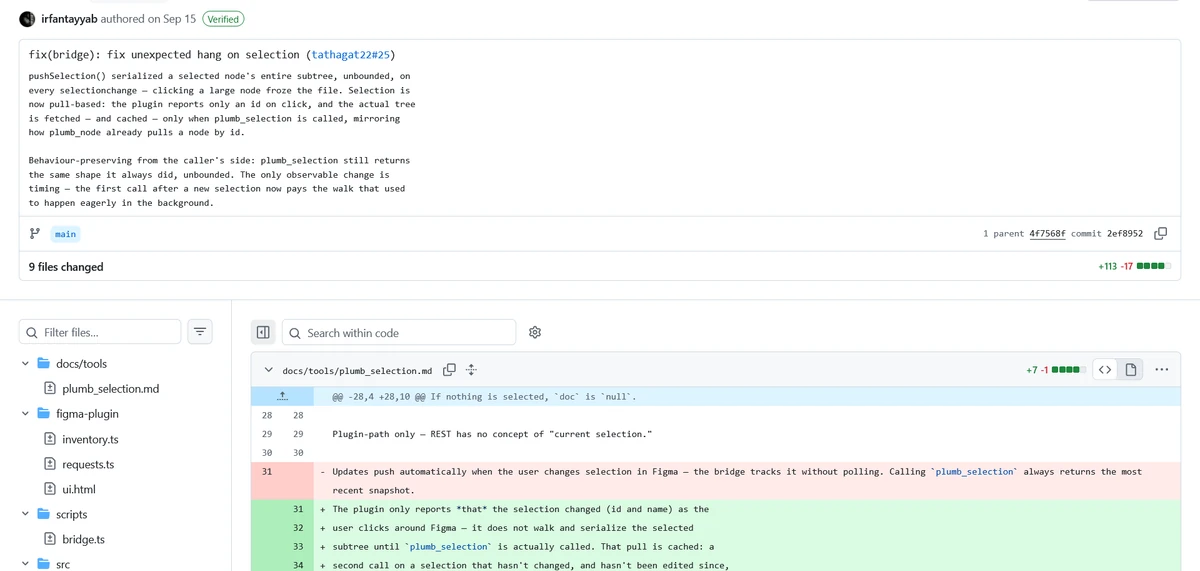 irfantayyab authored on Sep 15 Verified
fix(bridge): fix unexpected hang on selection (tathagat22#25)
pushSelection() serialized a selected node's entire subtree, unbounded, on
every selectionchange — clicking a large node froze the file. Selection is
now pull-based: the plugin reports only an id on click, and the actual tree
is fetched — and cached — only when plumb_selection is called, mirroring
how plumb_node already pulls a node by id.
Behaviour-preserving from the caller's side: plumb_selection still returns
the same shape it always did, unbounded. The only observable change is
timing — the first call after a new selection now pays the walk that used
to happen eagerly in the background.
main
1 parent 4f7568f commit 2ef8952
9 files changed
+113 -17
Filter files...
docs/tools
plumb_selection.md
figma-plugin
inventory.ts
requests.ts
ui.html
scripts
bridge.ts
src
Search within code
docs/tools/plumb_selection.md
+7 -1
@@ -28,4 +28,10 @@ If nothing is selected, `doc` is `null`.
28 28
29 29 Plugin-path only — REST has no concept of "current selection."
30 30
31 - Updates push automatically when the user changes selection in Figma — the bridge tracks it without polling. Calling `plumb_selection` always returns the most
recent snapshot.
31 + The plugin only reports *that* the selection changed (id and name) as the
32 + user clicks around Figma — it does not walk and serialize the selected
33 + subtree until `plumb_selection` is actually called. That pull is cached: a
34 + second call on a selection that hasn't changed, and hasn't been edited since,